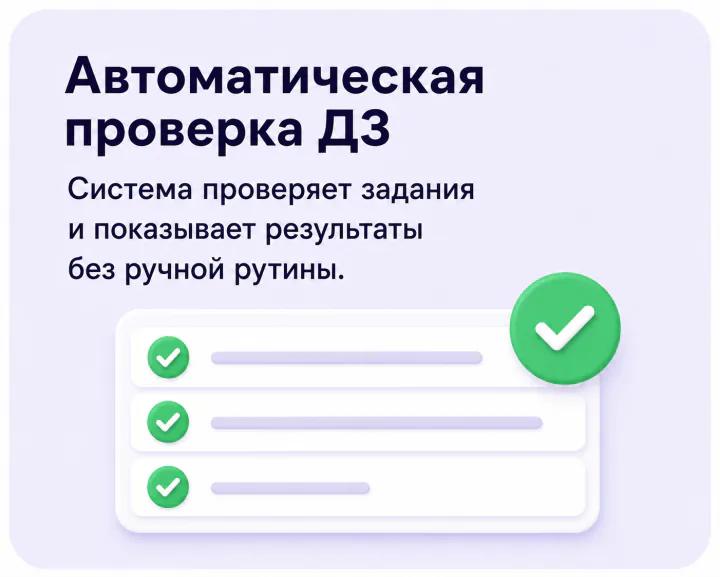 Автоматическая
проверка ДЗ
Система проверяет задания
и показывает результаты
без ручной рутины.